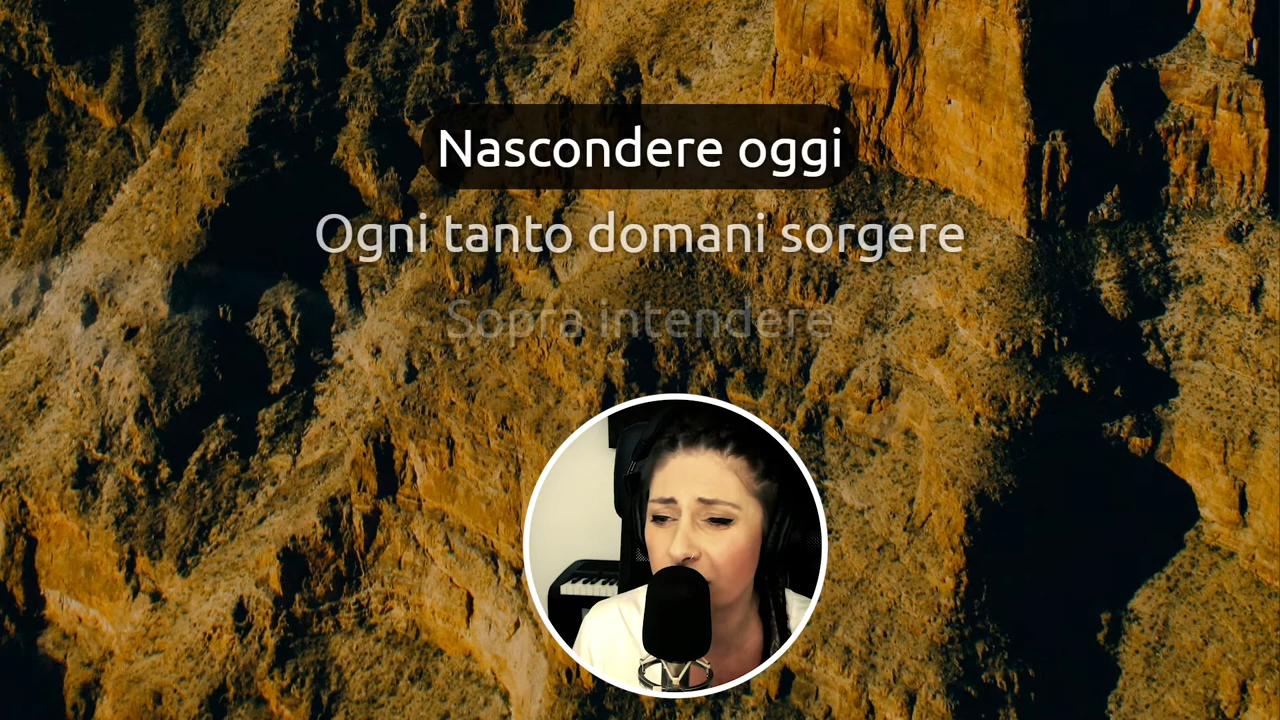 Nascondere oggi
Ogni tanto domani sorgere
Sopra intendere